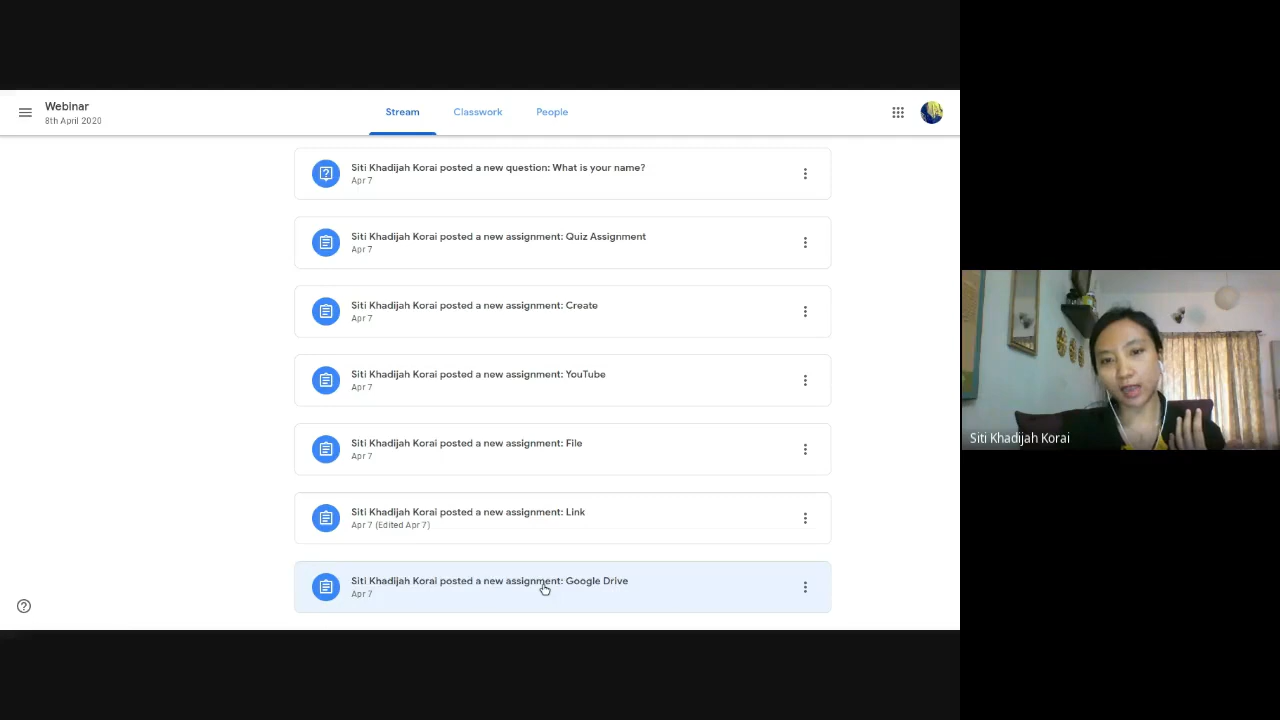 Webinar
8th April 2020
Stream
Classwork
People
Siti Khadijah Korai posted a new question: What is your name?
Apr 7
Siti Khadijah Korai posted a new assignment: Quiz Assignment
Apr 7
Siti Khadijah Korai posted a new assignment: Create
Apr 7
Siti Khadijah Korai posted a new assignment: YouTube
Apr 7
Siti Khadijah Korai posted a new assignment: File
Apr 7
Siti Khadijah Korai posted a new assignment: Link
Apr 7 (Edited Apr 7)
Siti Khadijah Korai posted a new assignment: Google Drive
Apr 7
Siti Khadijah Korai